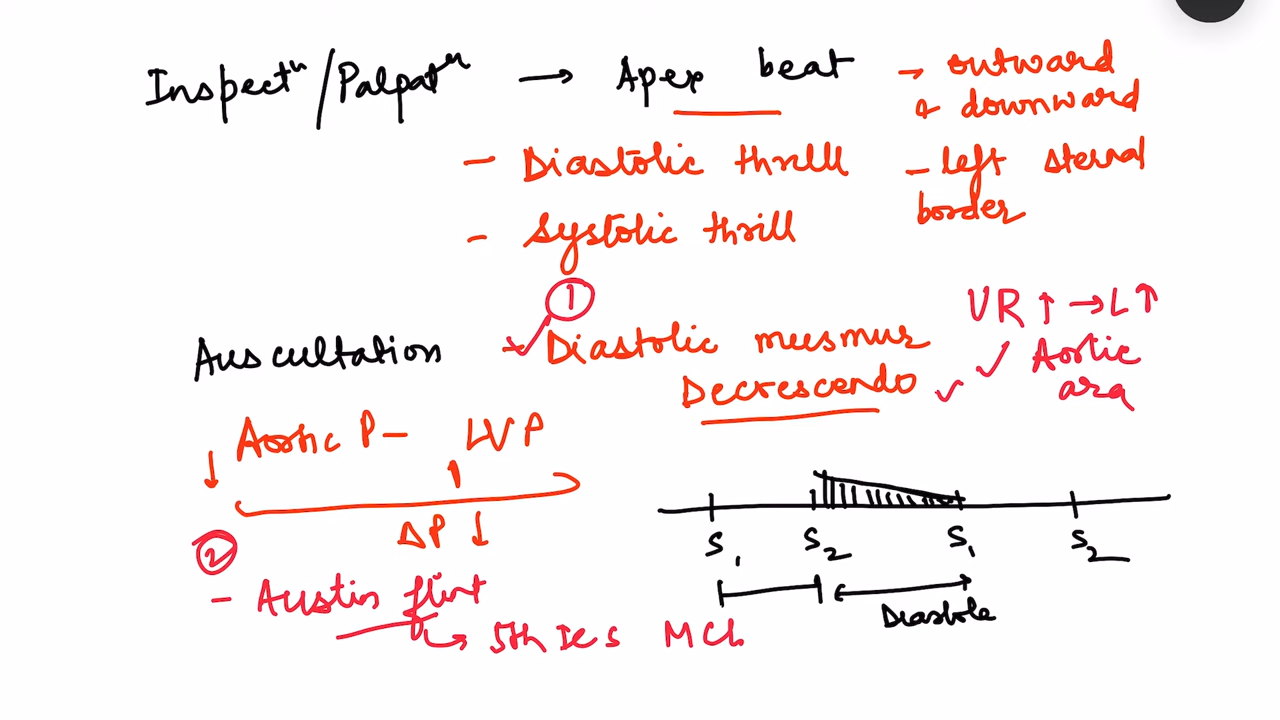 Inspectⁿ/Palpatⁿ → Apex beat → outward
& downward
- Diastolic thrill - left sternal
border
- Systolic thrill
①
VR ↑ → L ↑
Auscultation - Diastolic murmur ✓ Aortic
Decrescendo ✓ area
↓ Aortic P - LVP
ΔP ↓
S₁ S₂ S₁ S₂
②
- Austin flint
Diastole
↳ 5th ICS MCL